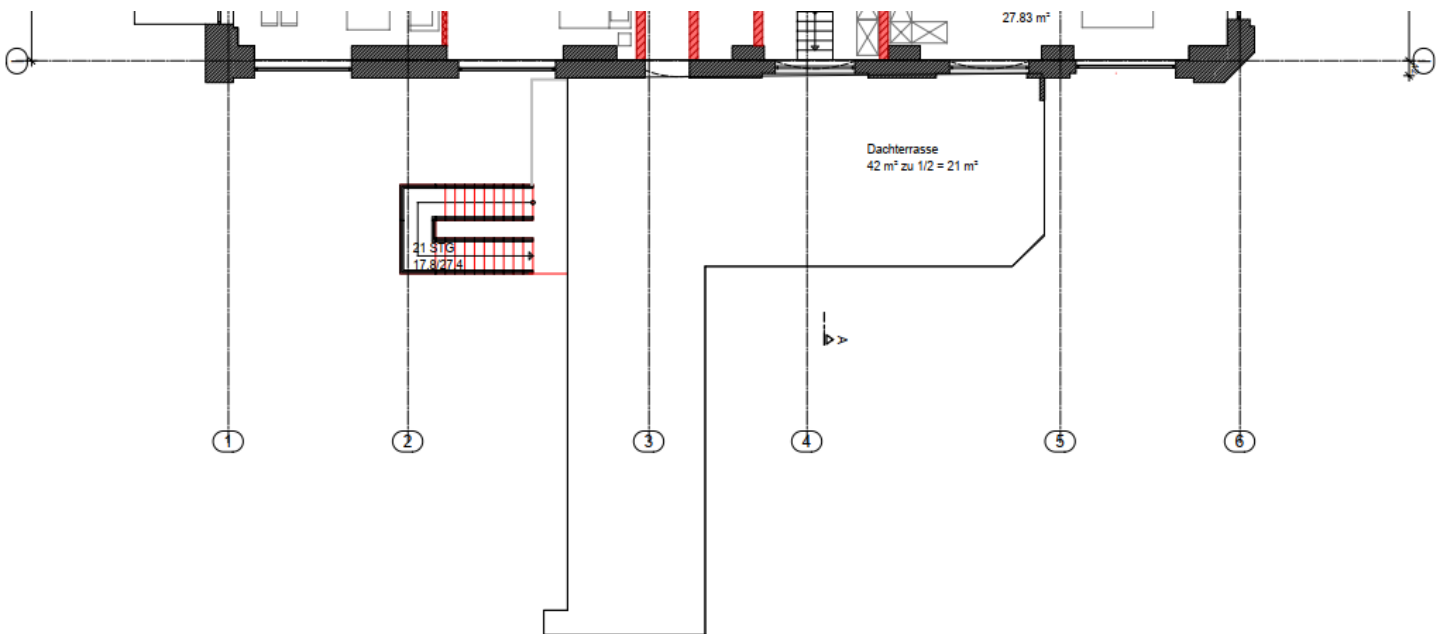 27.83 m²
Dachterrasse
42 m² zu 1/2 = 21 m²
21 STG
17.8/27.4
A
1
2
3
4
5
6